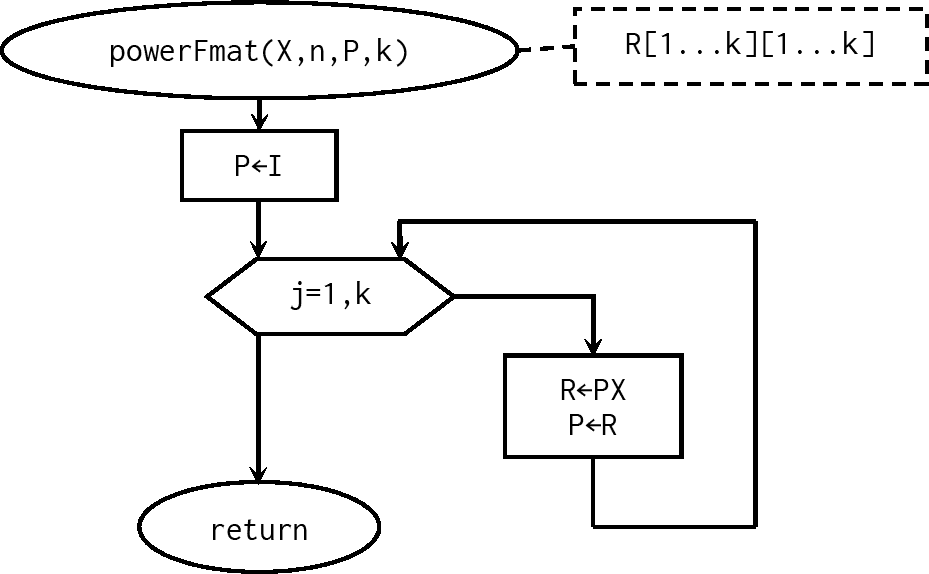 powerFmat(X,n,P,k)
R[1...k][1...k]
P←I
j=1,k
R←PX
P←R
return